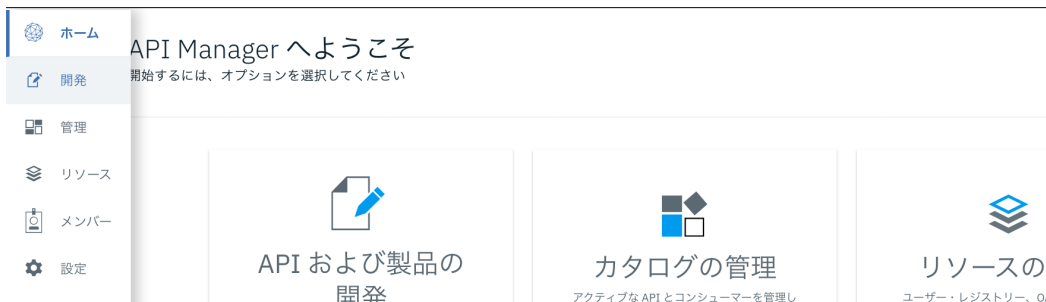 ホーム
開発
管理
リソース
メンバー
設定
API Manager へようこそ
開始するには、オプションを選択してください
API および製品の
開発
カタログの管理
アクティブな API とコンシューマーを管理し
リソースの
ユーザー・レジストリー、